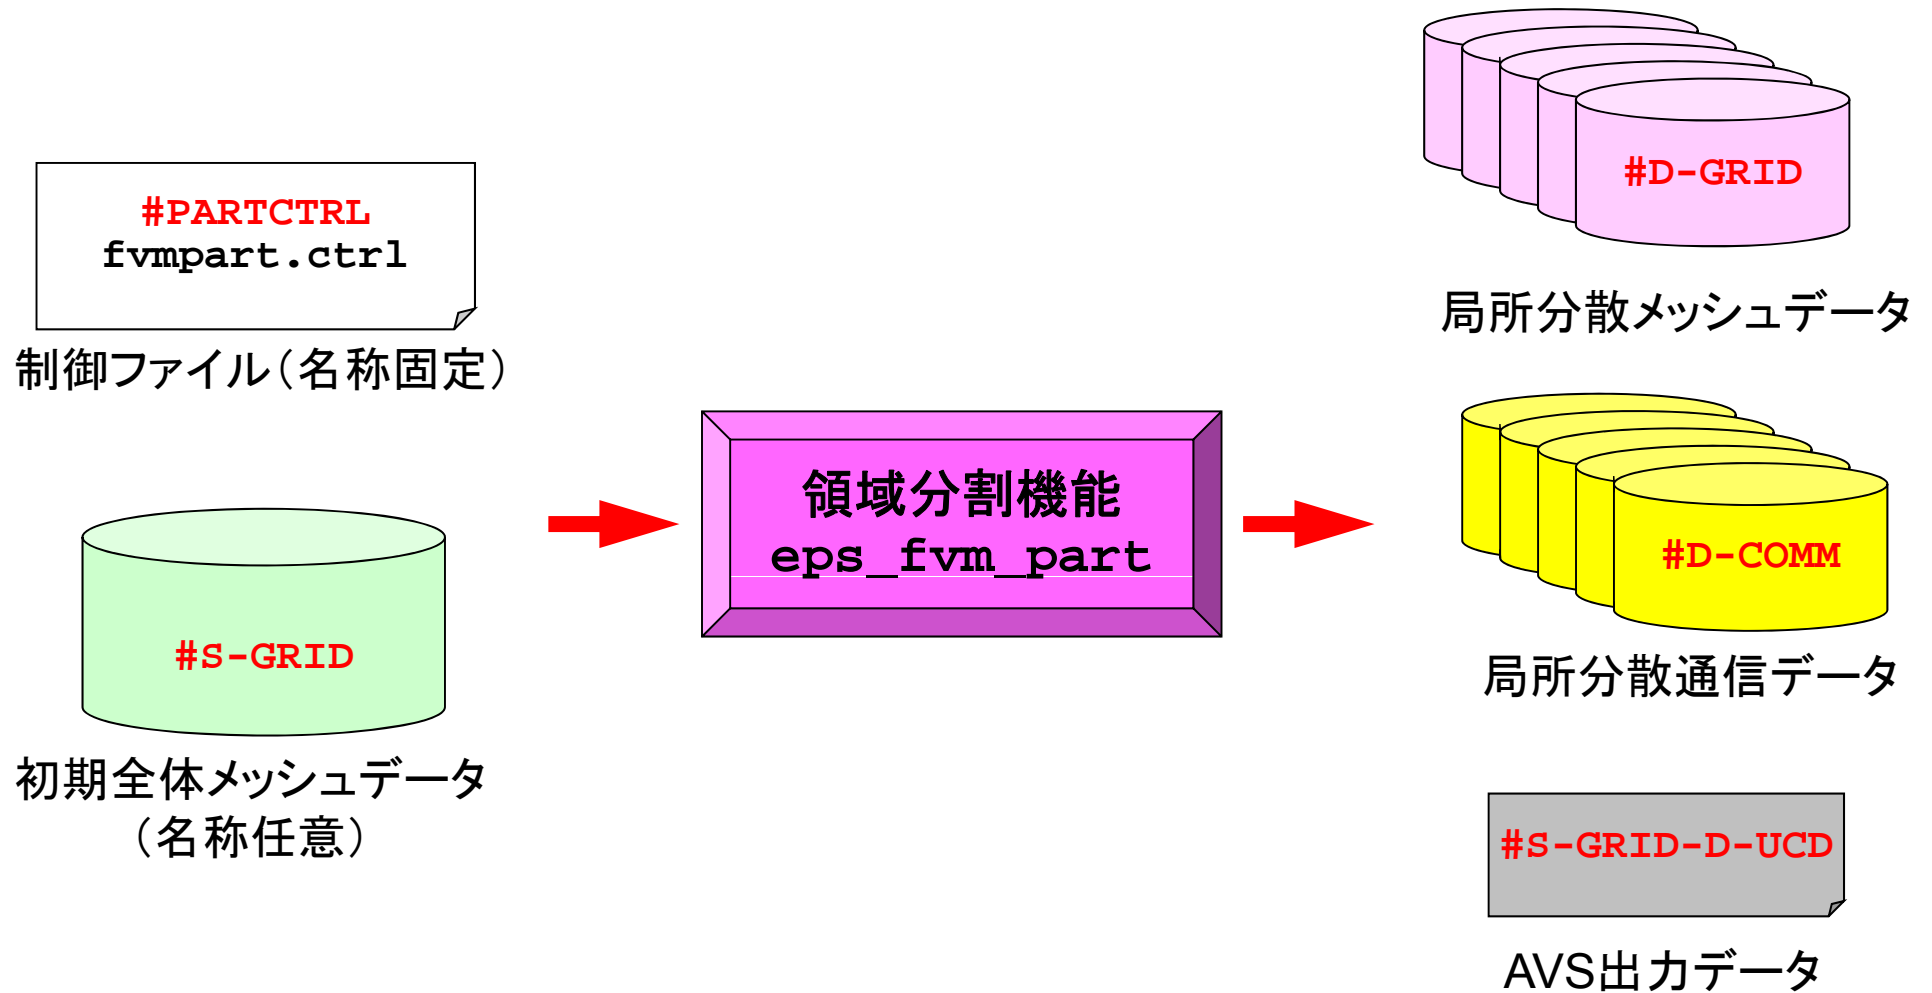 #PARTCTRL
fvmpart.ctrl
制御ファイル（名称固定）
#S-GRID
初期全体メッシュデータ
（名称任意）
領域分割機能
eps_fvm_part
#D-GRID
局所分散メッシュデータ
#D-COMM
局所分散通信データ
#S-GRID-D-UCD
AVS出力データ